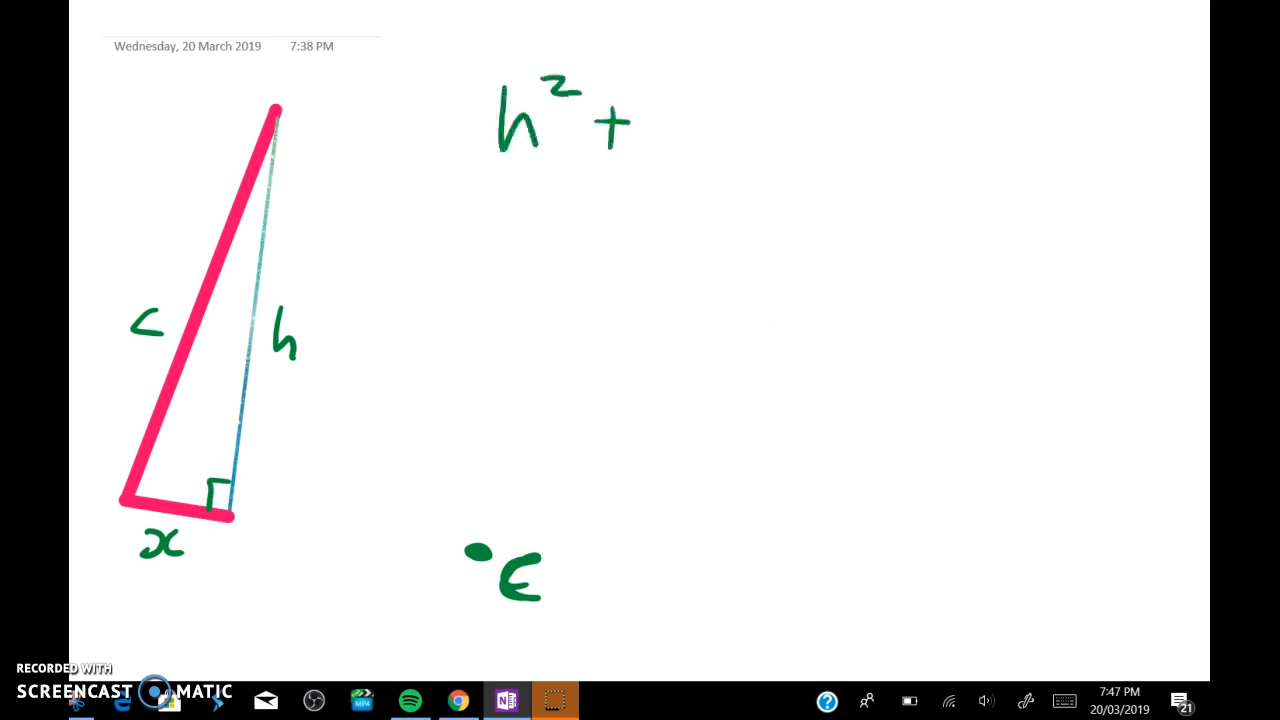 Wednesday, 20 March 2019 7:38 PM
h² +
c
h
x
ε
RECORDED WITH
SCREENCAST MATIC
MP4
N
7:47 PM
20/03/2019
21